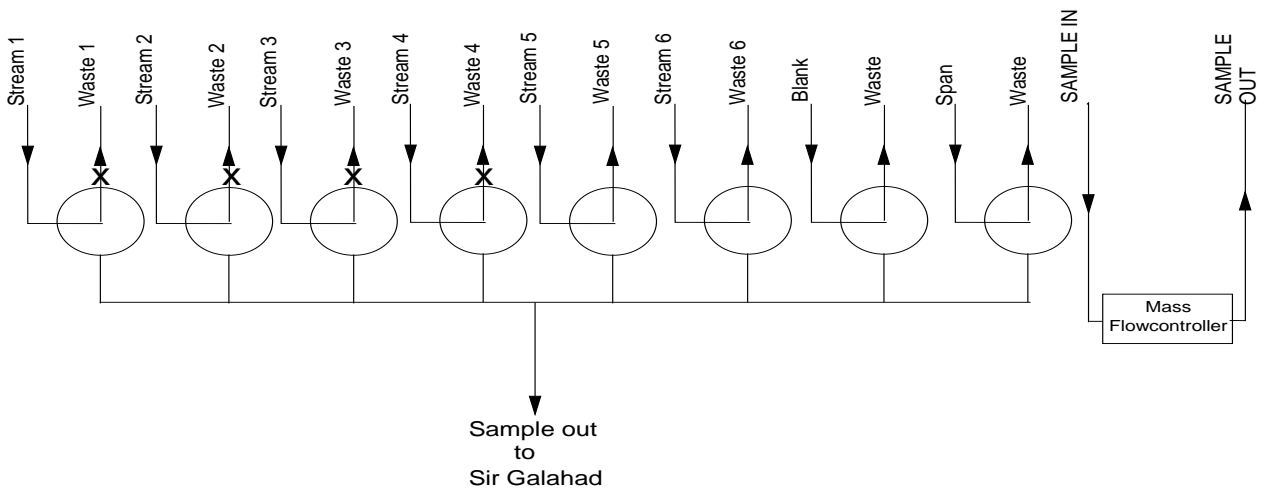 Stream 1
Waste 1
Stream 2
Waste 2
Stream 3
Waste 3
Stream 4
Waste 4
Stream 5
Waste 5
Stream 6
Waste 6
Blank
Waste
Span
Waste
SAMPLE IN
SAMPLE
OUT
X
X
X
X
Mass
Flowcontroller
Sample out
to
Sir Galahad